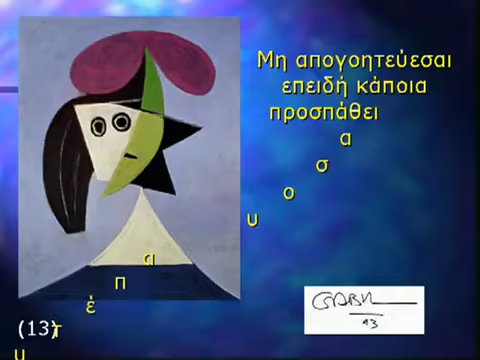 Μη απογοητεύεσαι
επειδή κάποια
προσπάθει
α
σ
ο
υ
α
π
έ
τ
υ
(13)